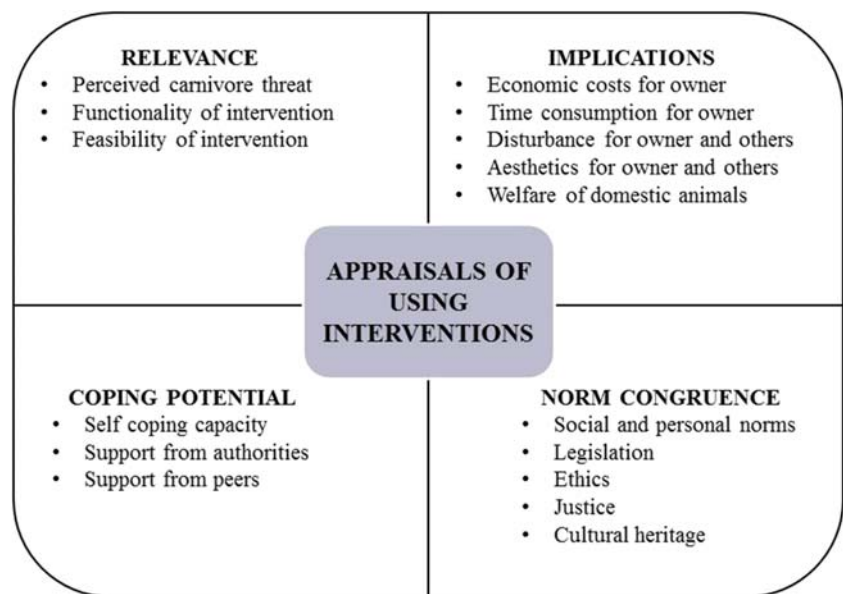 RELEVANCE
• Perceived carnivore threat
• Functionality of intervention
• Feasibility of intervention
IMPLICATIONS
• Economic costs for owner
• Time consumption for owner
• Disturbance for owner and others
• Aesthetics for owner and others
• Welfare of domestic animals
APPRAISALS OF
USING
INTERVENTIONS
COPING POTENTIAL
• Self coping capacity
• Support from authorities
• Support from peers
NORM CONGRUENCE
• Social and personal norms
• Legislation
• Ethics
• Justice
• Cultural heritage